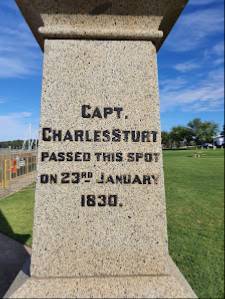 CAPT.
CHARLES STURT
PASSED THIS SPOT
ON 23RD JANUARY
1830.